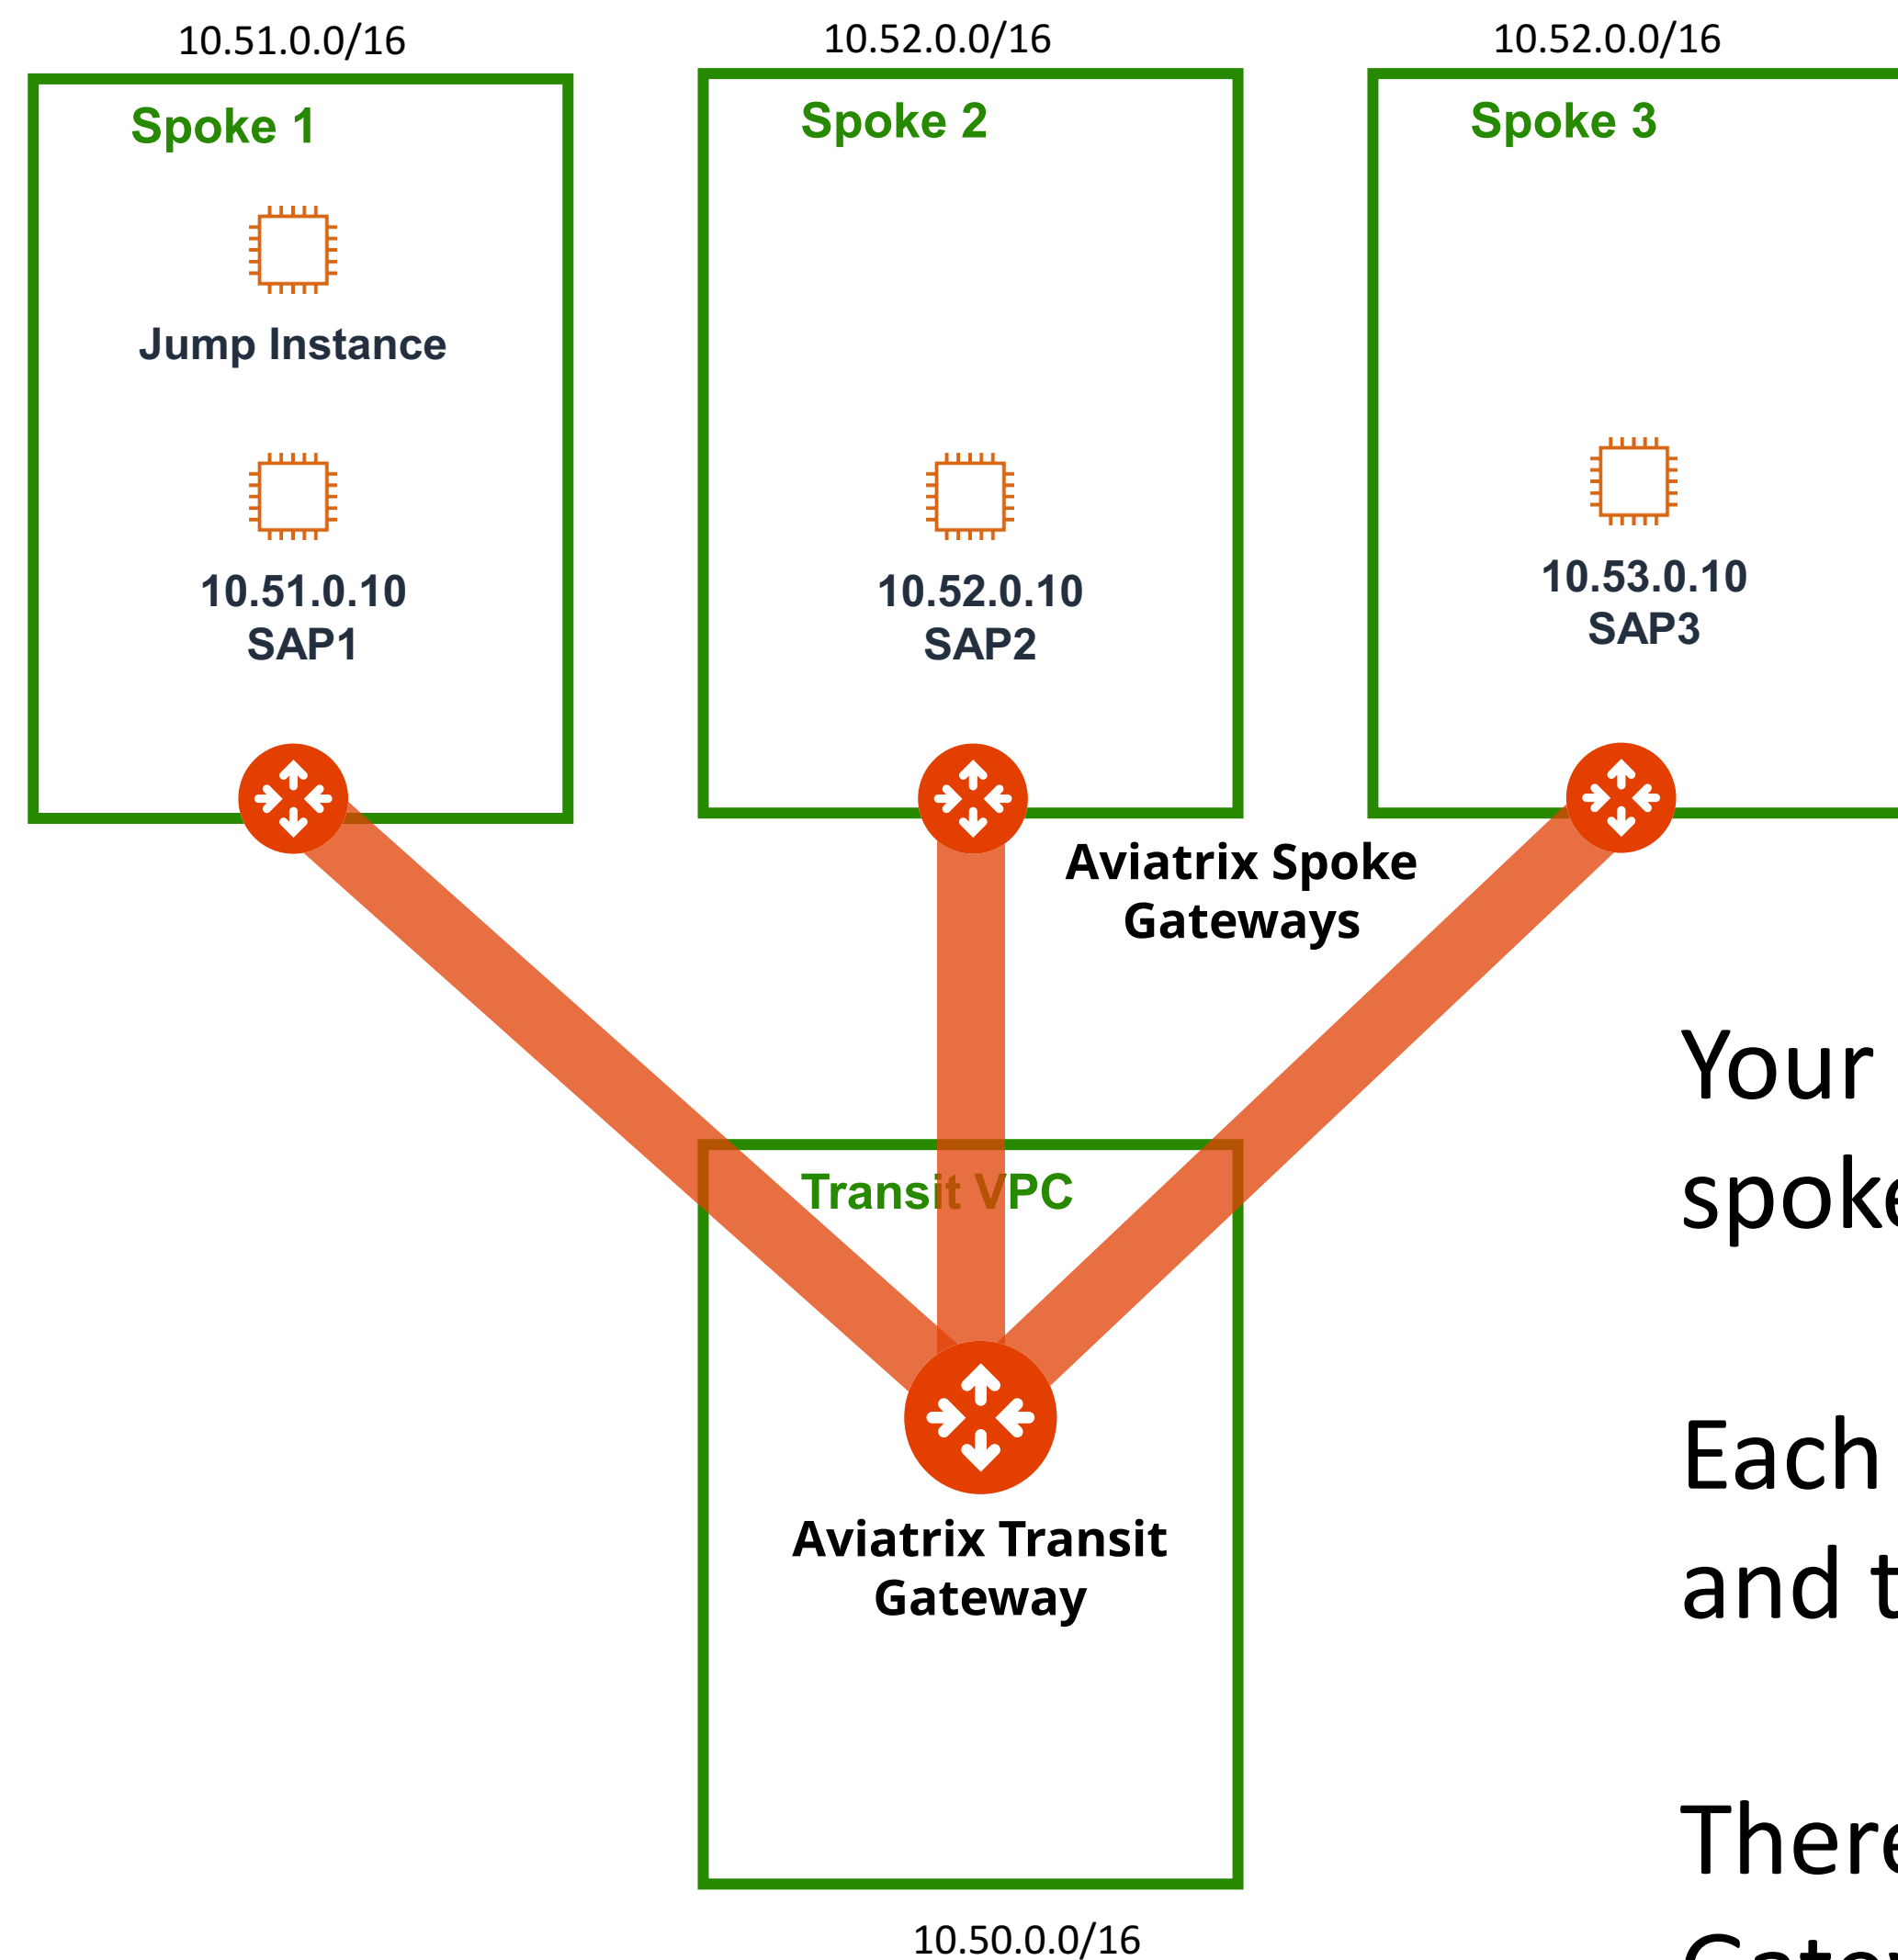 10.51.0.0/16
10.52.0.0/16
10.52.0.0/16
Spoke 1
Spoke 2
Spoke 3
Jump Instance
10.51.0.10
SAP1
10.52.0.10
SAP2
10.53.0.10
SAP3
Aviatrix Spoke
Gateways
Transit VPC
Aviatrix Transit
Gateway
10.50.0.0/16
Your
spoke
Each
and t
There